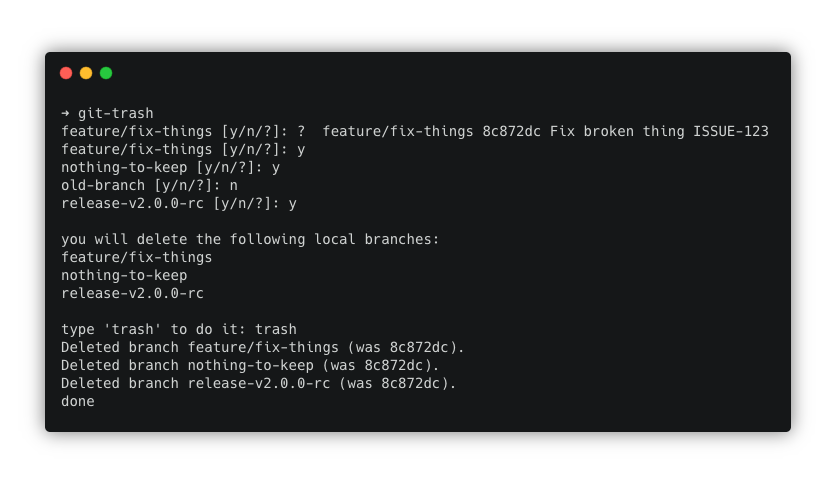 ➜ git-trash
feature/fix-things [y/n/?]: ?  feature/fix-things 8c872dc Fix broken thing ISSUE-123
feature/fix-things [y/n/?]: y
nothing-to-keep [y/n/?]: y
old-branch [y/n/?]: n
release-v2.0.0-rc [y/n/?]: y
you will delete the following local branches:
feature/fix-things
nothing-to-keep
release-v2.0.0-rc
type 'trash' to do it: trash
Deleted branch feature/fix-things (was 8c872dc).
Deleted branch nothing-to-keep (was 8c872dc).
Deleted branch release-v2.0.0-rc (was 8c872dc).
done